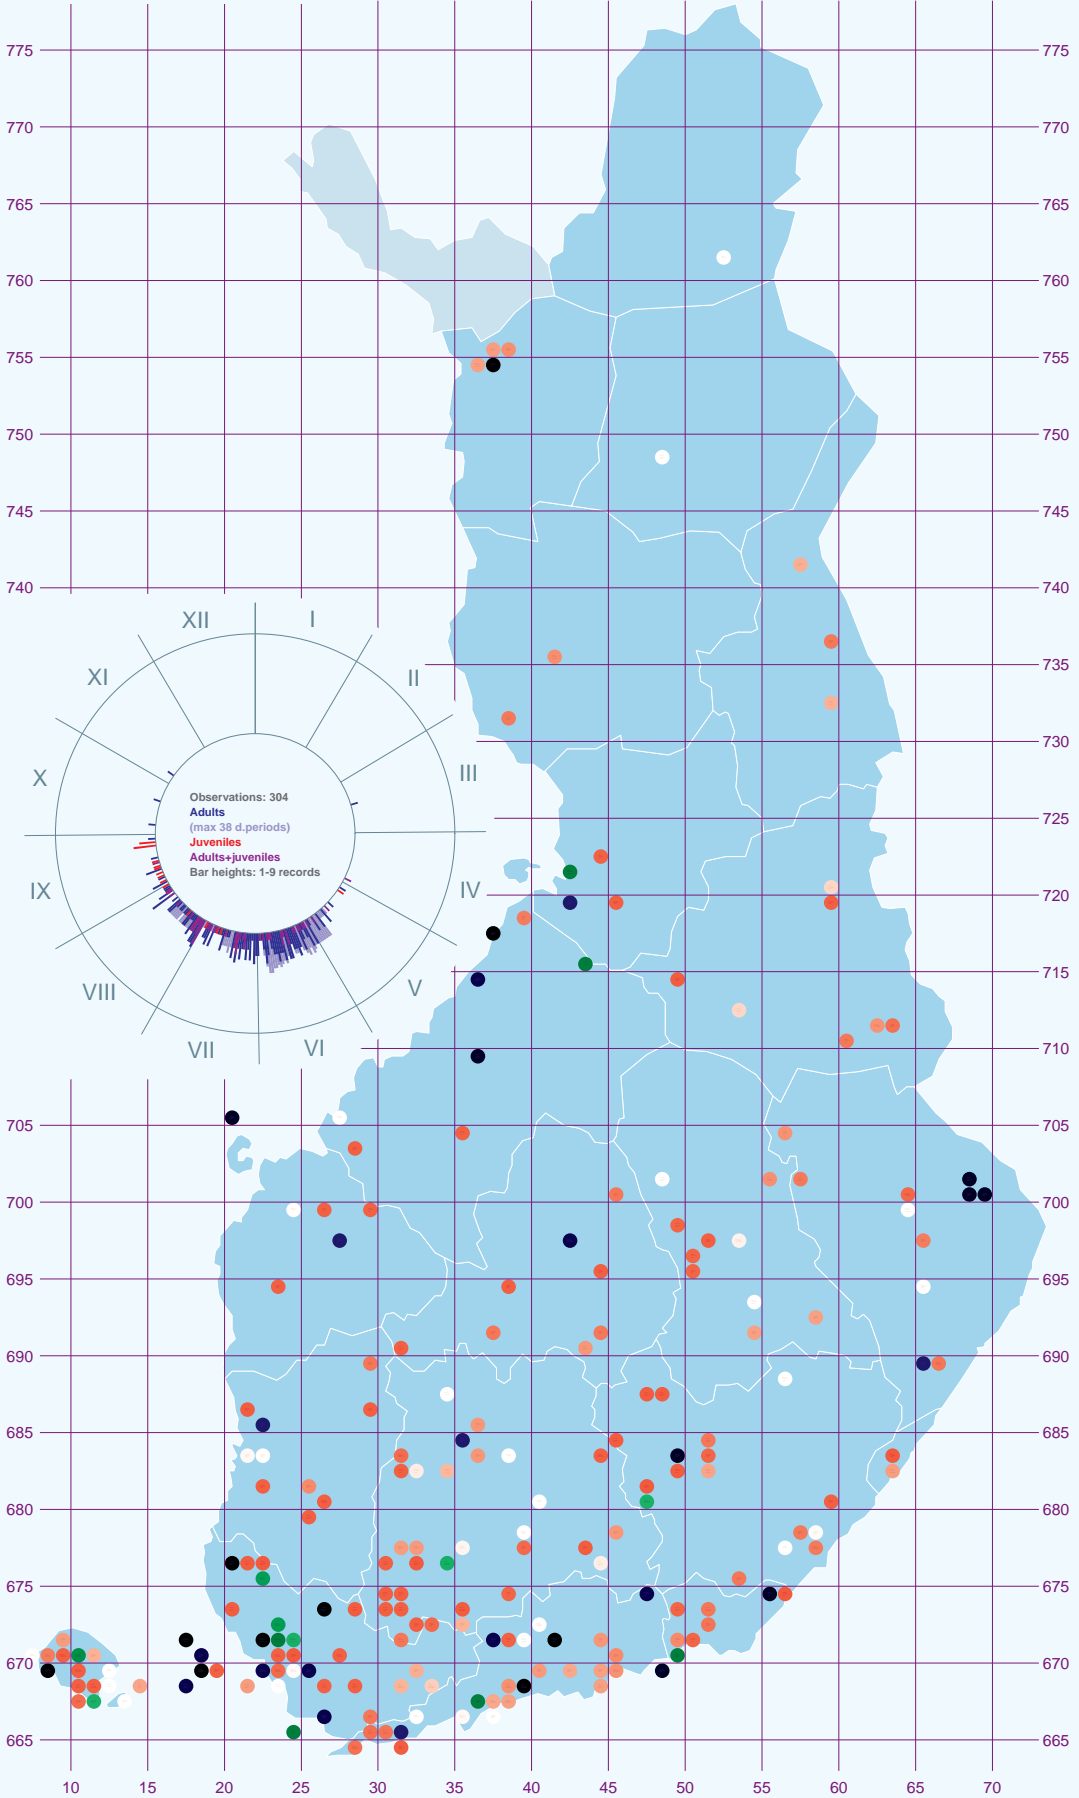 775 775
770 770
765 765
760 760
755 755
750 750
745 745
740 740
XII I
XI II
735
730
X III
Observations: 304
Adults
(max 38 d.periods)
Juveniles
Adults+juveniles
Bar heights: 1-9 records
725
IX IV
720
VIII V
715
VII VI
710
705 705
700 700
695 695
690 690
685 685
680 680
675 675
670 670
665 665
10 15 20 25 30 35 40 45 50 55 60 65 70